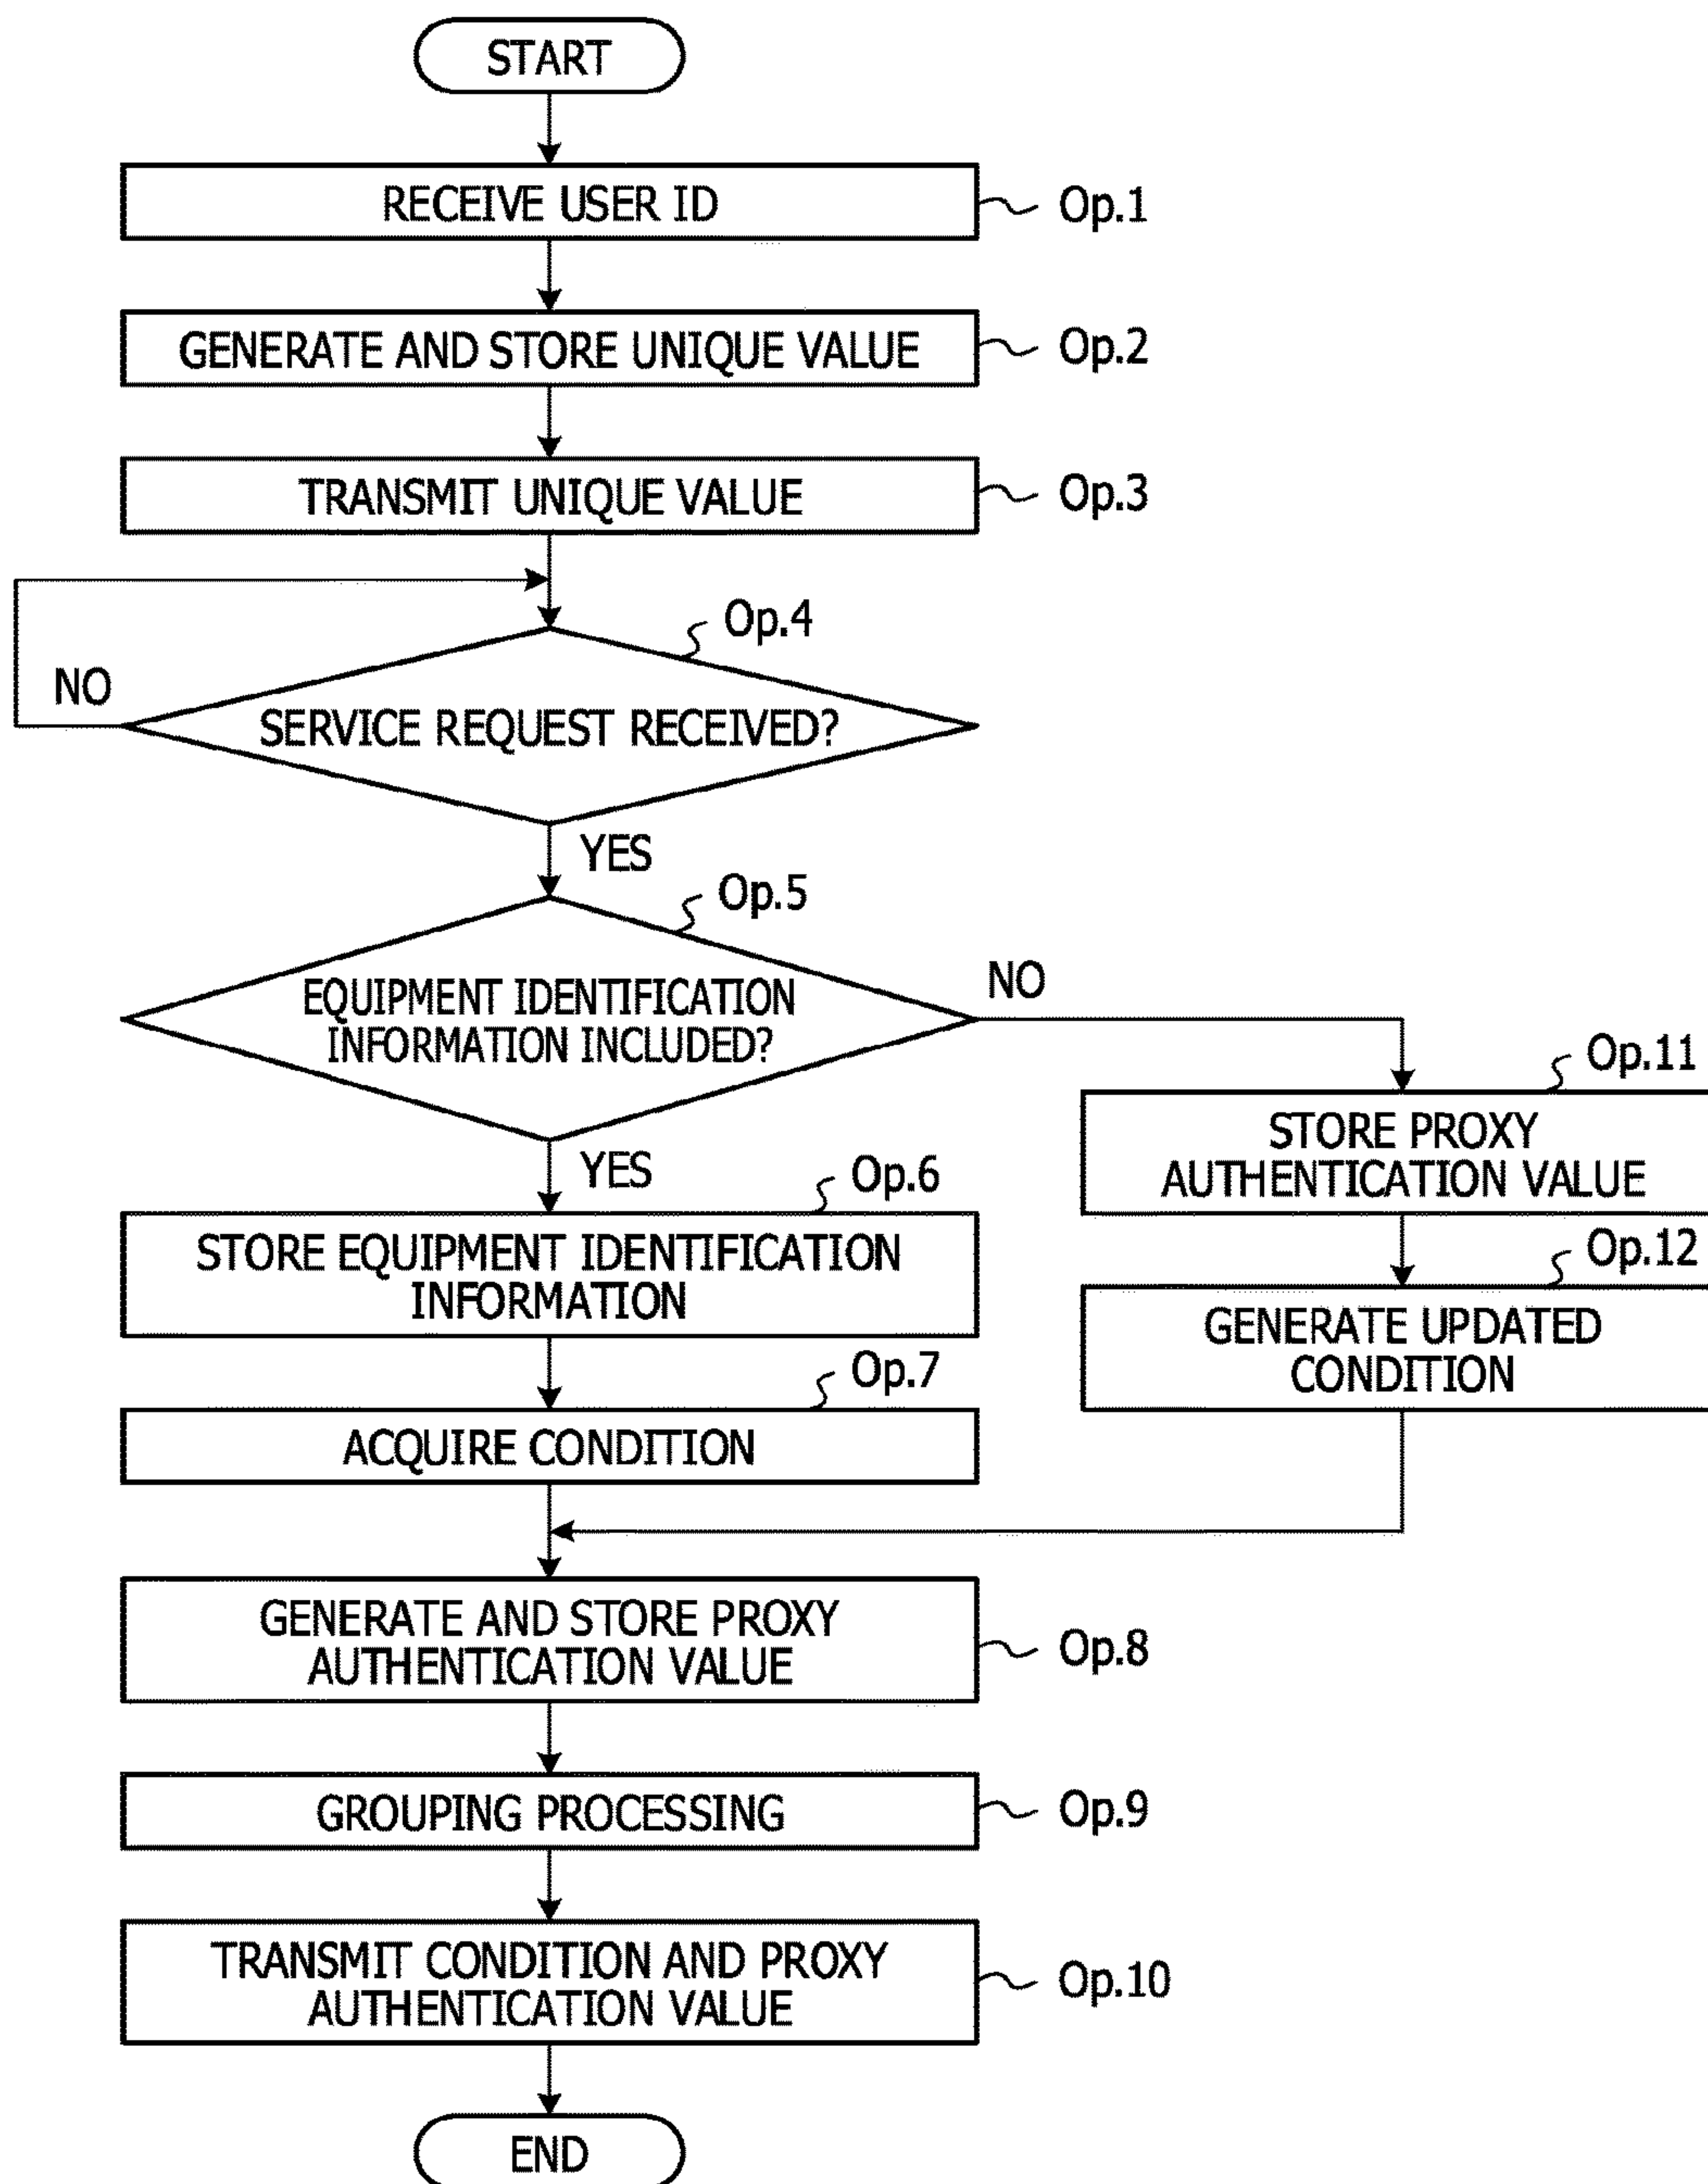 START
RECEIVE USER ID
Op.1
GENERATE AND STORE UNIQUE VALUE
Op.2
TRANSMIT UNIQUE VALUE
Op.3
Op.4
NO
SERVICE REQUEST RECEIVED?
YES
Op.5
EQUIPMENT IDENTIFICATION
INFORMATION INCLUDED?
NO
YES
Op.6
STORE EQUIPMENT IDENTIFICATION
INFORMATION
Op.7
ACQUIRE CONDITION
Op.11
STORE PROXY
AUTHENTICATION VALUE
Op.12
GENERATE UPDATED
CONDITION
GENERATE AND STORE PROXY
AUTHENTICATION VALUE
Op.8
GROUPING PROCESSING
Op.9
TRANSMIT CONDITION AND PROXY
AUTHENTICATION VALUE
Op.10
END